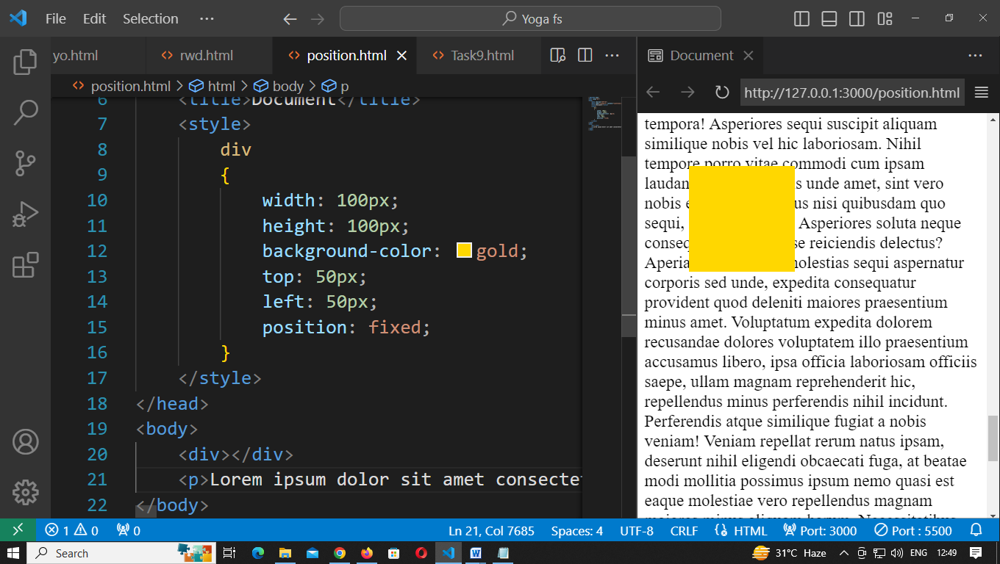 File Edit Selection ··· Yoga fs
yo.html rwd.html position.html Task9.html ··· Document ···
position.html > html > body > p
http://127.0.0.1:3000/position.html
6 <title>Document</title>
7 <style>
8 div
9 {
10 width: 100px;
11 height: 100px;
12 background-color: gold;
13 top: 50px;
14 left: 50px;
15 position: fixed;
16 }
17 </style>
18 </head>
19 <body>
20 <div></div>
21 <p>Lorem ipsum dolor sit amet consectet
22 </body>
tempora! Asperiores sequi suscipit aliquam
similique nobis vel hic laboriosam. Nihil
tempore porro vitae commodi cum ipsam
laudan s unde amet, sint vero
nobis e us nisi quibusdam quo
sequi, Asperiores soluta neque
conseq se reiciendis delectus?
Aperia molestias sequi aspernatur
corporis sed unde, expedita consequatur
provident quod deleniti maiores praesentium
minus amet. Voluptatum expedita dolorem
recusandae dolores voluptatem illo praesentium
accusamus libero, ipsa officia laboriosam officiis
saepe, ullam magnam reprehenderit hic,
repellendus minus perferendis nihil incidunt.
Perferendis atque similique fugiat a nobis
veniam! Veniam repellat rerum natus ipsam,
deserunt nihil eligendi obcaecati fuga, at beatae
modi mollitia possimus ipsum nemo quasi est
eaque molestiae vero repellendus magnam
1 0 0 Ln 21, Col 7685 Spaces: 4 UTF-8 CRLF HTML Port: 3000 Port : 5500
Search 31°C Haze ENG 12:49